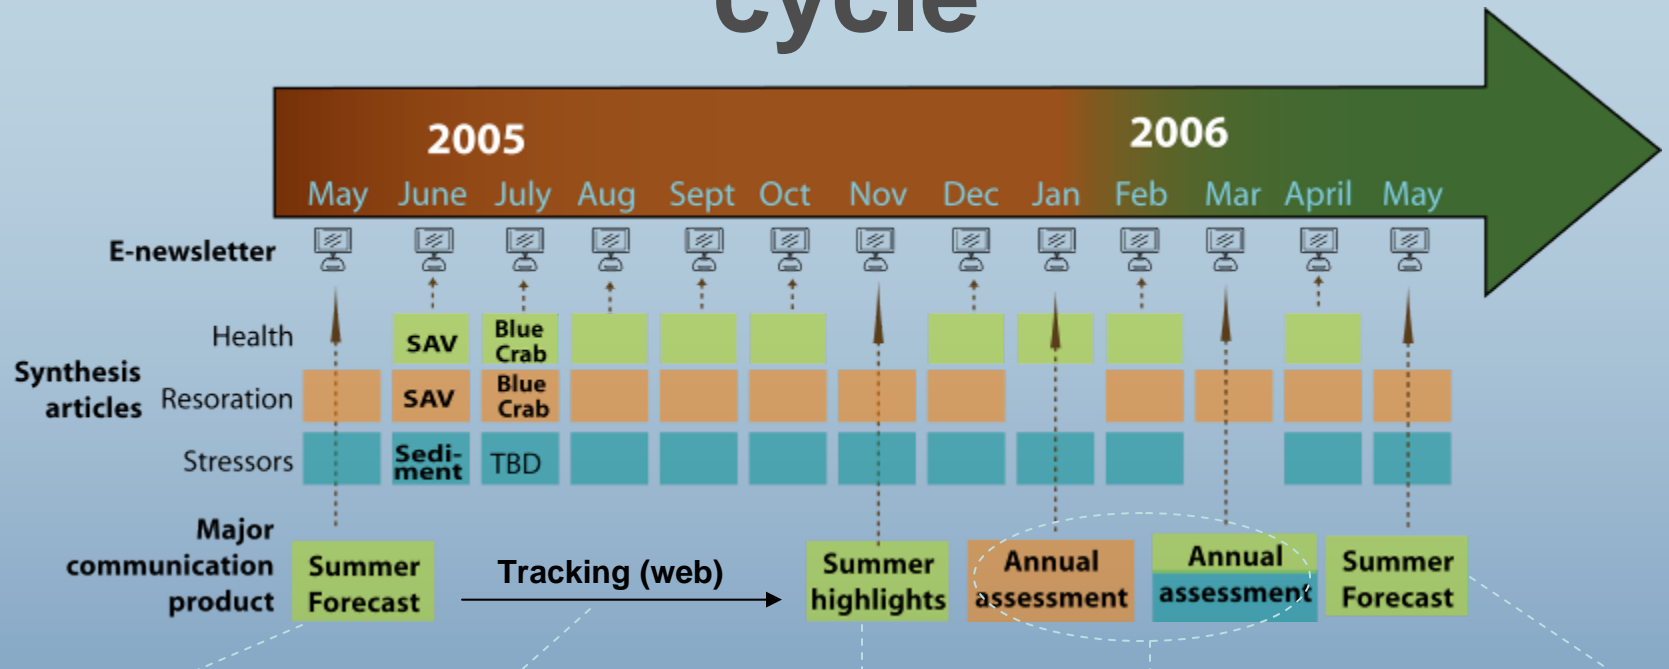 cycle
2005
2006
May June July Aug Sept Oct Nov Dec Jan Feb Mar April May
E-newsletter
Health
SAV
Blue
Crab
Synthesis
articles
Resoration
SAV
Blue
Crab
Stressors
Sedi-
ment
TBD
Major
communication
product
Summer
Forecast
Tracking (web)
Summer
highlights
Annual
assessment
Annual
assessment
Summer
Forecast